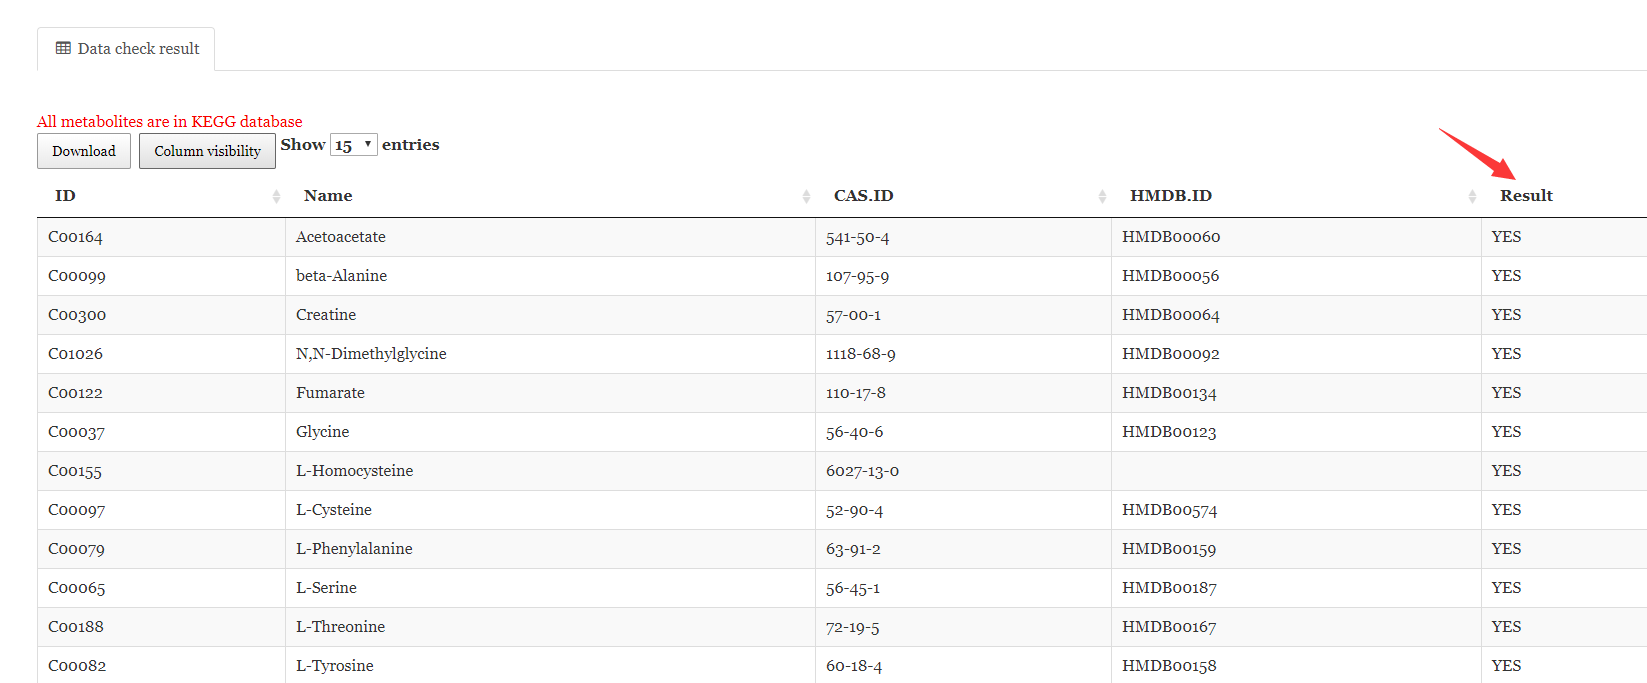 Data check result
All metabolites are in KEGG database
Download Column visibility Show 15 entries
ID Name CAS.ID HMDB.ID Result
C00164 Acetoacetate 541-50-4 HMDB00060 YES
C00099 beta-Alanine 107-95-9 HMDB00056 YES
C00300 Creatine 57-00-1 HMDB00064 YES
C01026 N,N-Dimethylglycine 1118-68-9 HMDB00092 YES
C00122 Fumarate 110-17-8 HMDB00134 YES
C00037 Glycine 56-40-6 HMDB00123 YES
C00155 L-Homocysteine 6027-13-0 YES
C00097 L-Cysteine 52-90-4 HMDB00574 YES
C00079 L-Phenylalanine 63-91-2 HMDB00159 YES
C00065 L-Serine 56-45-1 HMDB00187 YES
C00188 L-Threonine 72-19-5 HMDB00167 YES
C00082 L-Tyrosine 60-18-4 HMDB00158 YES